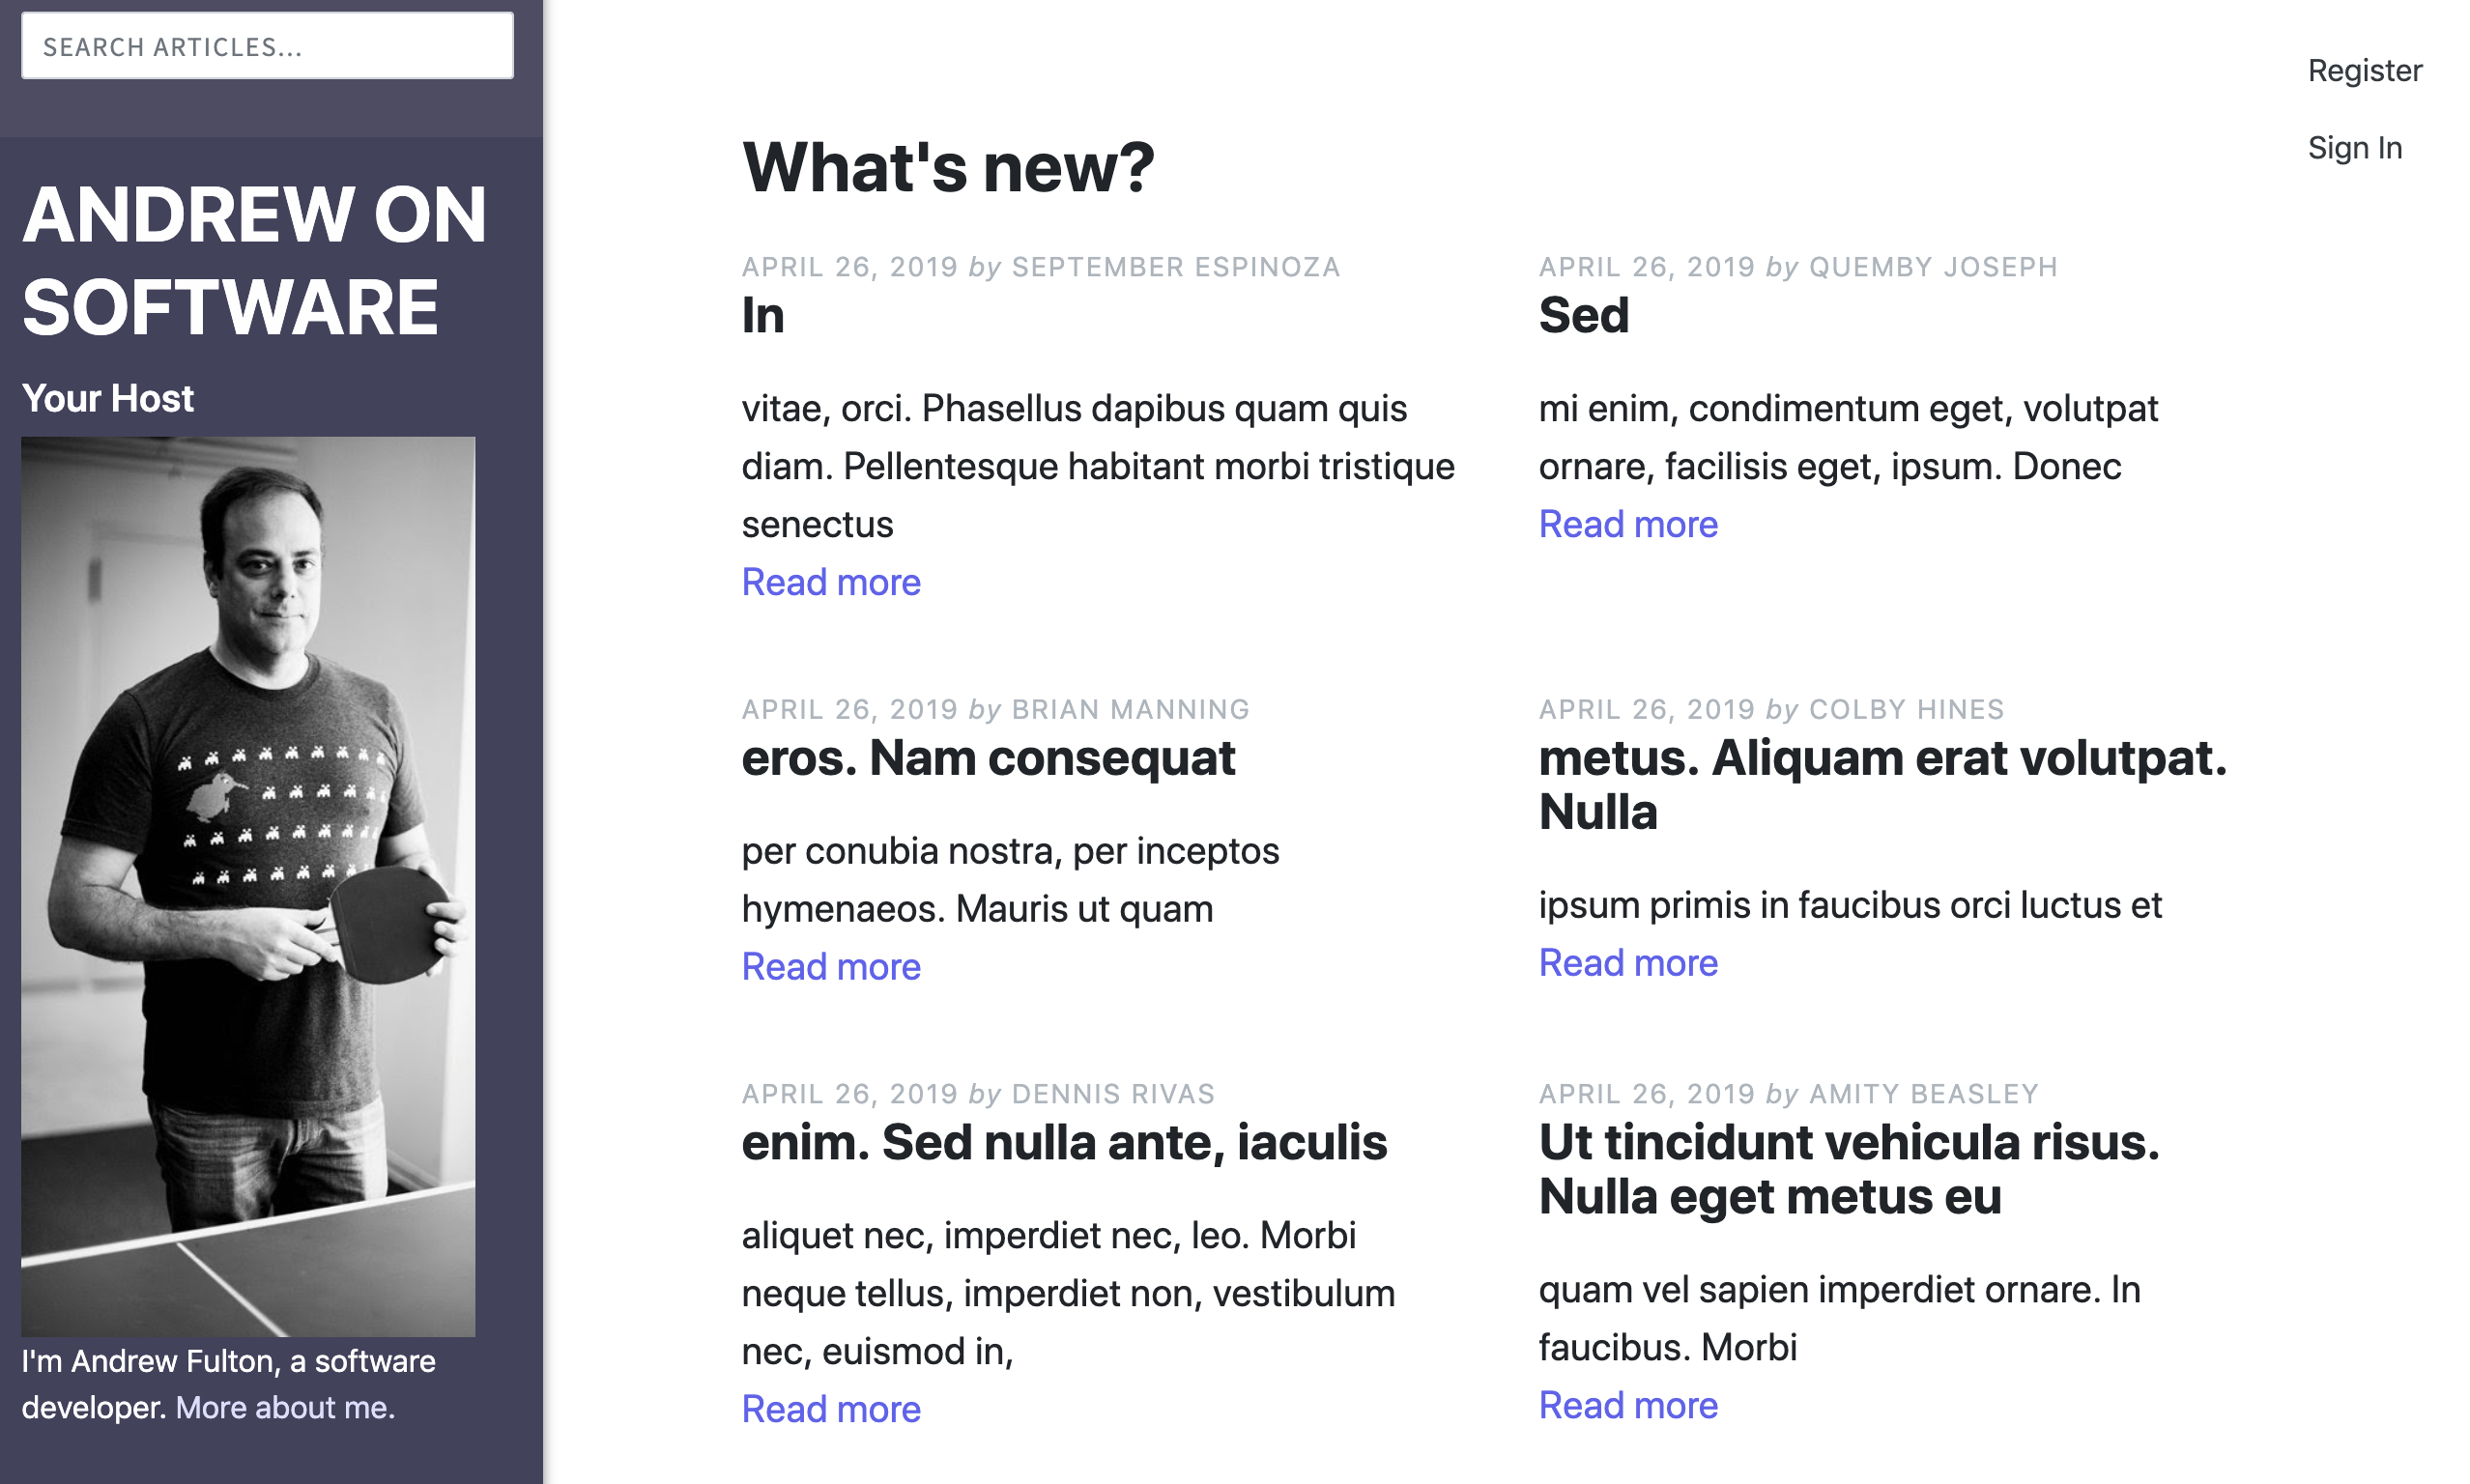 SEARCH ARTICLES...
ANDREW ON
SOFTWARE
Your Host
I'm Andrew Fulton, a software
developer. More about me.
Register
Sign In
What's new?
APRIL 26, 2019 by SEPTEMBER ESPINOZA
In
vitae, orci. Phasellus dapibus quam quis
diam. Pellentesque habitant morbi tristique
senectus
Read more
APRIL 26, 2019 by QUEMBY JOSEPH
Sed
mi enim, condimentum eget, volutpat
ornare, facilisis eget, ipsum. Donec
Read more
APRIL 26, 2019 by BRIAN MANNING
eros. Nam consequat
per conubia nostra, per inceptos
hymenaeos. Mauris ut quam
Read more
APRIL 26, 2019 by COLBY HINES
metus. Aliquam erat volutpat.
Nulla
ipsum primis in faucibus orci luctus et
Read more
APRIL 26, 2019 by DENNIS RIVAS
enim. Sed nulla ante, iaculis
aliquet nec, imperdiet nec, leo. Morbi
neque tellus, imperdiet non, vestibulum
nec, euismod in,
Read more
APRIL 26, 2019 by AMITY BEASLEY
Ut tincidunt vehicula risus.
Nulla eget metus eu
quam vel sapien imperdiet ornare. In
faucibus. Morbi
Read more